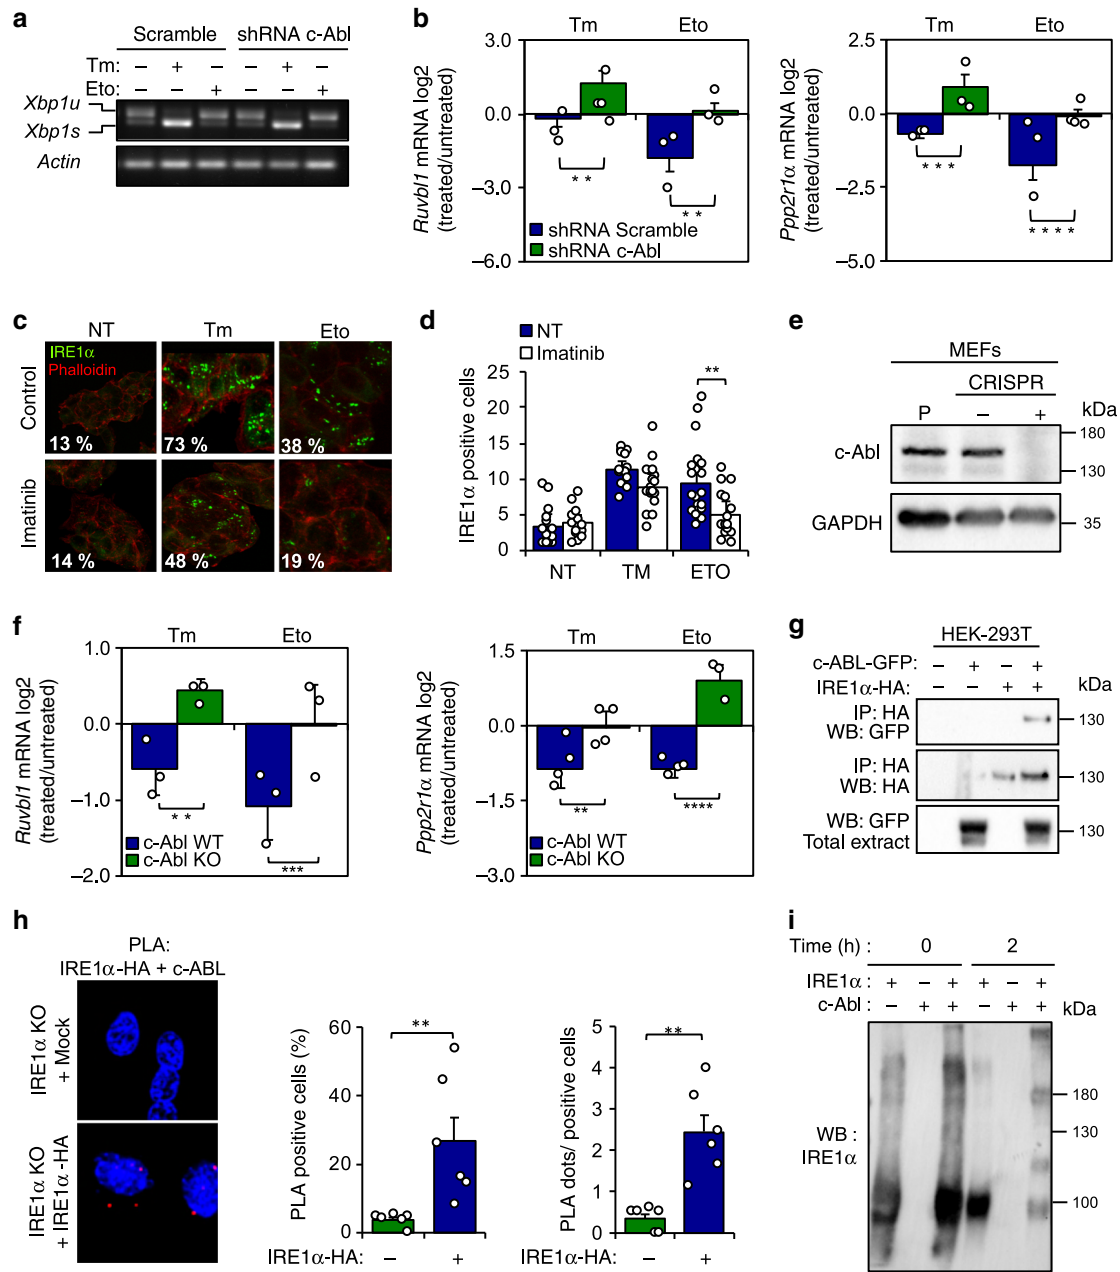 a
Scramble shRNA c-Abl
Tm: – + – – + –
Eto: – – + – – +
Xbp1u
Xbp1s
Actin
b
Tm Eto
Ruvbl1 mRNA log2
(treated/untreated)
3.0
0.0
–3.0
–6.0
* *
* *
shRNA Scramble
shRNA c-Abl
Tm Eto
Ppp2r1α mRNA log2
(treated/untreated)
2.5
0.0
–2.5
–5.0
* * *
* * * *
c
NT Tm Eto
Control
IRE1α
Phalloidin
13 % 73 % 38 %
Imatinib
14 % 48 % 19 %
d
NT
Imatinib
IRE1α positive cells
25
20
15
10
5
0
**
NT TM ETO
e
MEFs
CRISPR
P – + kDa
c-Abl
180
130
GAPDH
35
f
Tm Eto
Ruvbl1 mRNA log2
(treated/untreated)
1.0
0.0
–1.0
–2.0
* *
***
c-Abl WT
c-Abl KO
Tm Eto
Ppp2r1α mRNA log2
(treated/untreated)
1.5
0.0
–1.5
–3.0
**
****
c-Abl WT
c-Abl KO
g
HEK-293T
c-ABL-GFP: – + – +
IRE1α-HA: – – + + kDa
IP: HA
WB: GFP
130
IP: HA
WB: HA
130
WB: GFP
Total extract
130
h
PLA:
IRE1α-HA + c-ABL
IRE1α KO
+ Mock
IRE1α KO
+ IRE1α-HA
PLA positive cells (%)
60
40
20
0
**
IRE1α-HA: – +
PLA dots/ positive cells
5
4
3
2
1
0
**
IRE1α-HA: – +
i
Time (h) : 0 2
IRE1α : + – + + – +
c-Abl : – + + – + + kDa
180
130
100
WB :
IRE1α